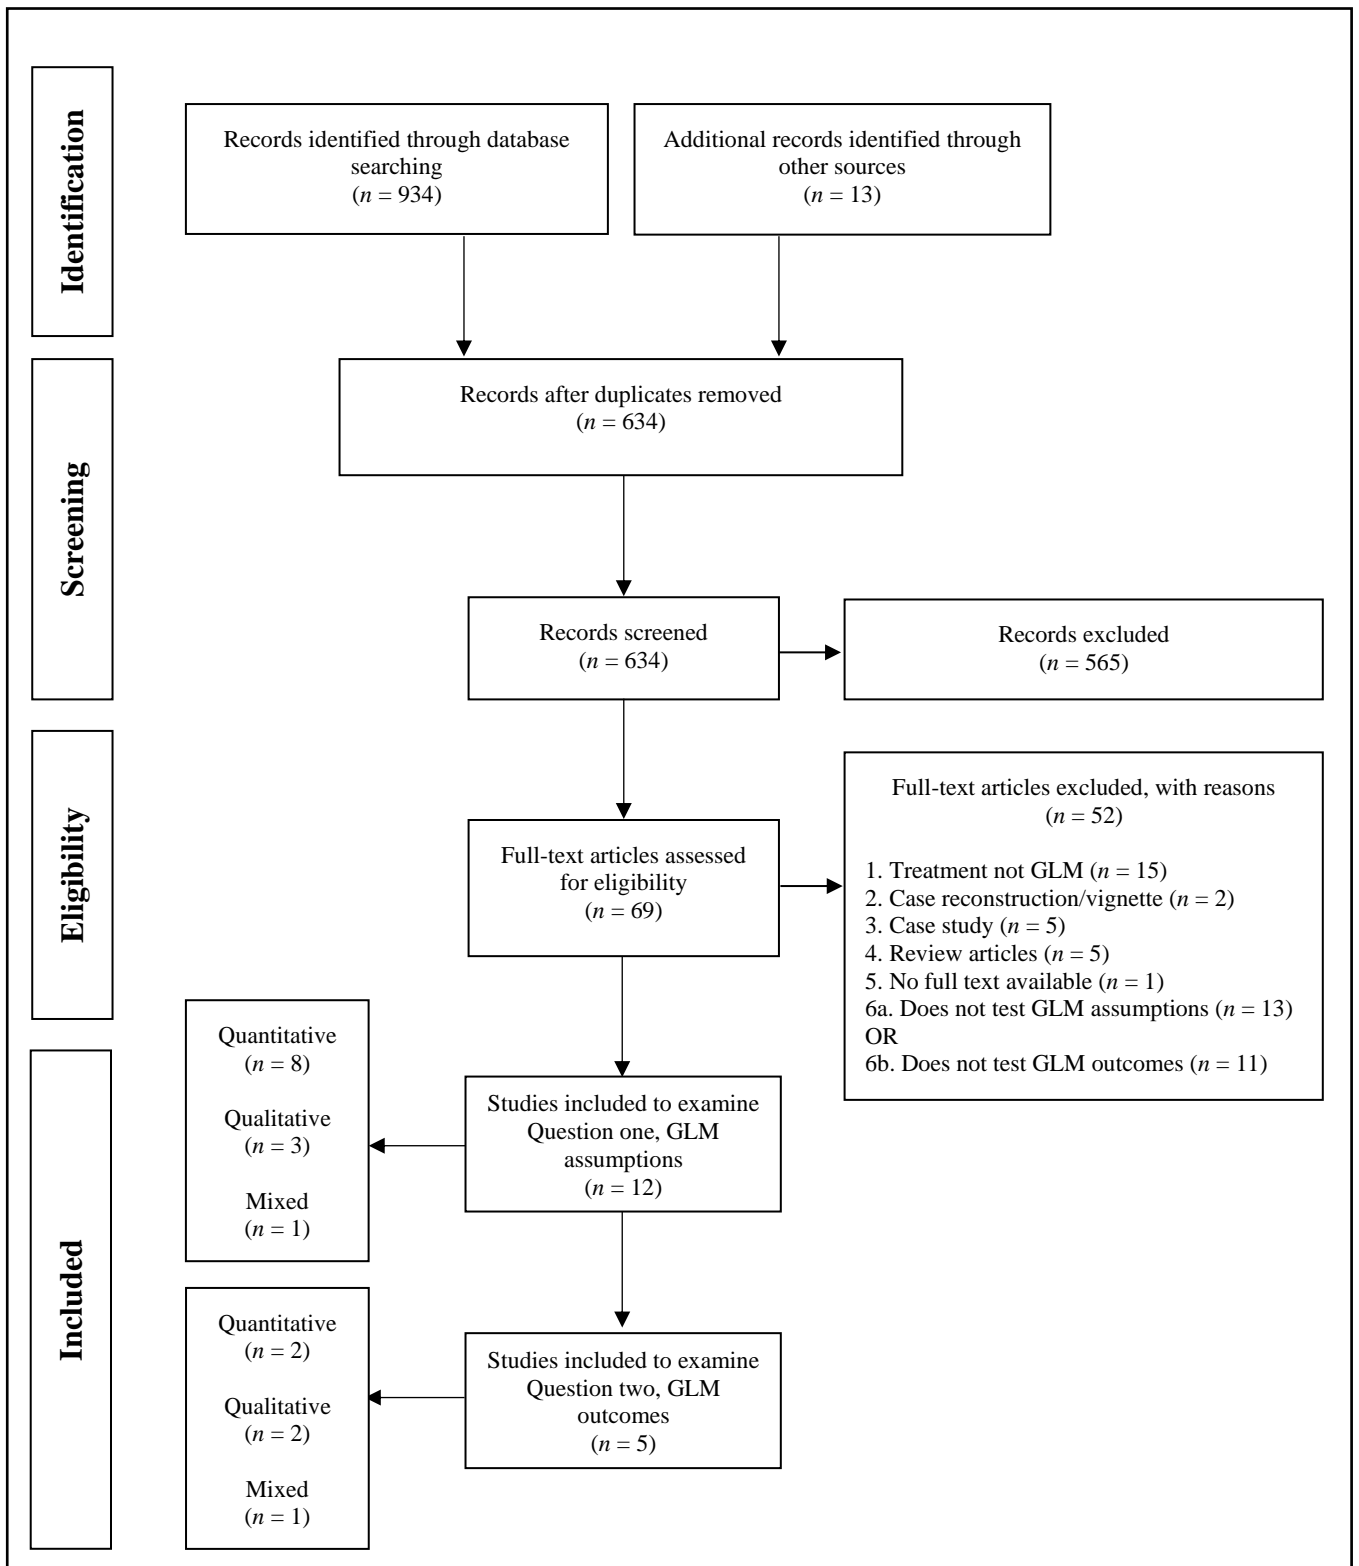 Identification
Records identified through database
searching
(n = 934)
Additional records identified through
other sources
(n = 13)
Screening
Records after duplicates removed
(n = 634)
Records screened
(n = 634)
Records excluded
(n = 565)
Eligibility
Full-text articles assessed
for eligibility
(n = 69)
Full-text articles excluded, with reasons
(n = 52)
1. Treatment not GLM (n = 15)
2. Case reconstruction/vignette (n = 2)
3. Case study (n = 5)
4. Review articles (n = 5)
5. No full text available (n = 1)
6a. Does not test GLM assumptions (n = 13)
OR
6b. Does not test GLM outcomes (n = 11)
Included
Quantitative
(n = 8)
Qualitative
(n = 3)
Mixed
(n = 1)
Studies included to examine
Question one, GLM
assumptions
(n = 12)
Quantitative
(n = 2)
Qualitative
(n = 2)
Mixed
(n = 1)
Studies included to examine
Question two, GLM
outcomes
(n = 5)